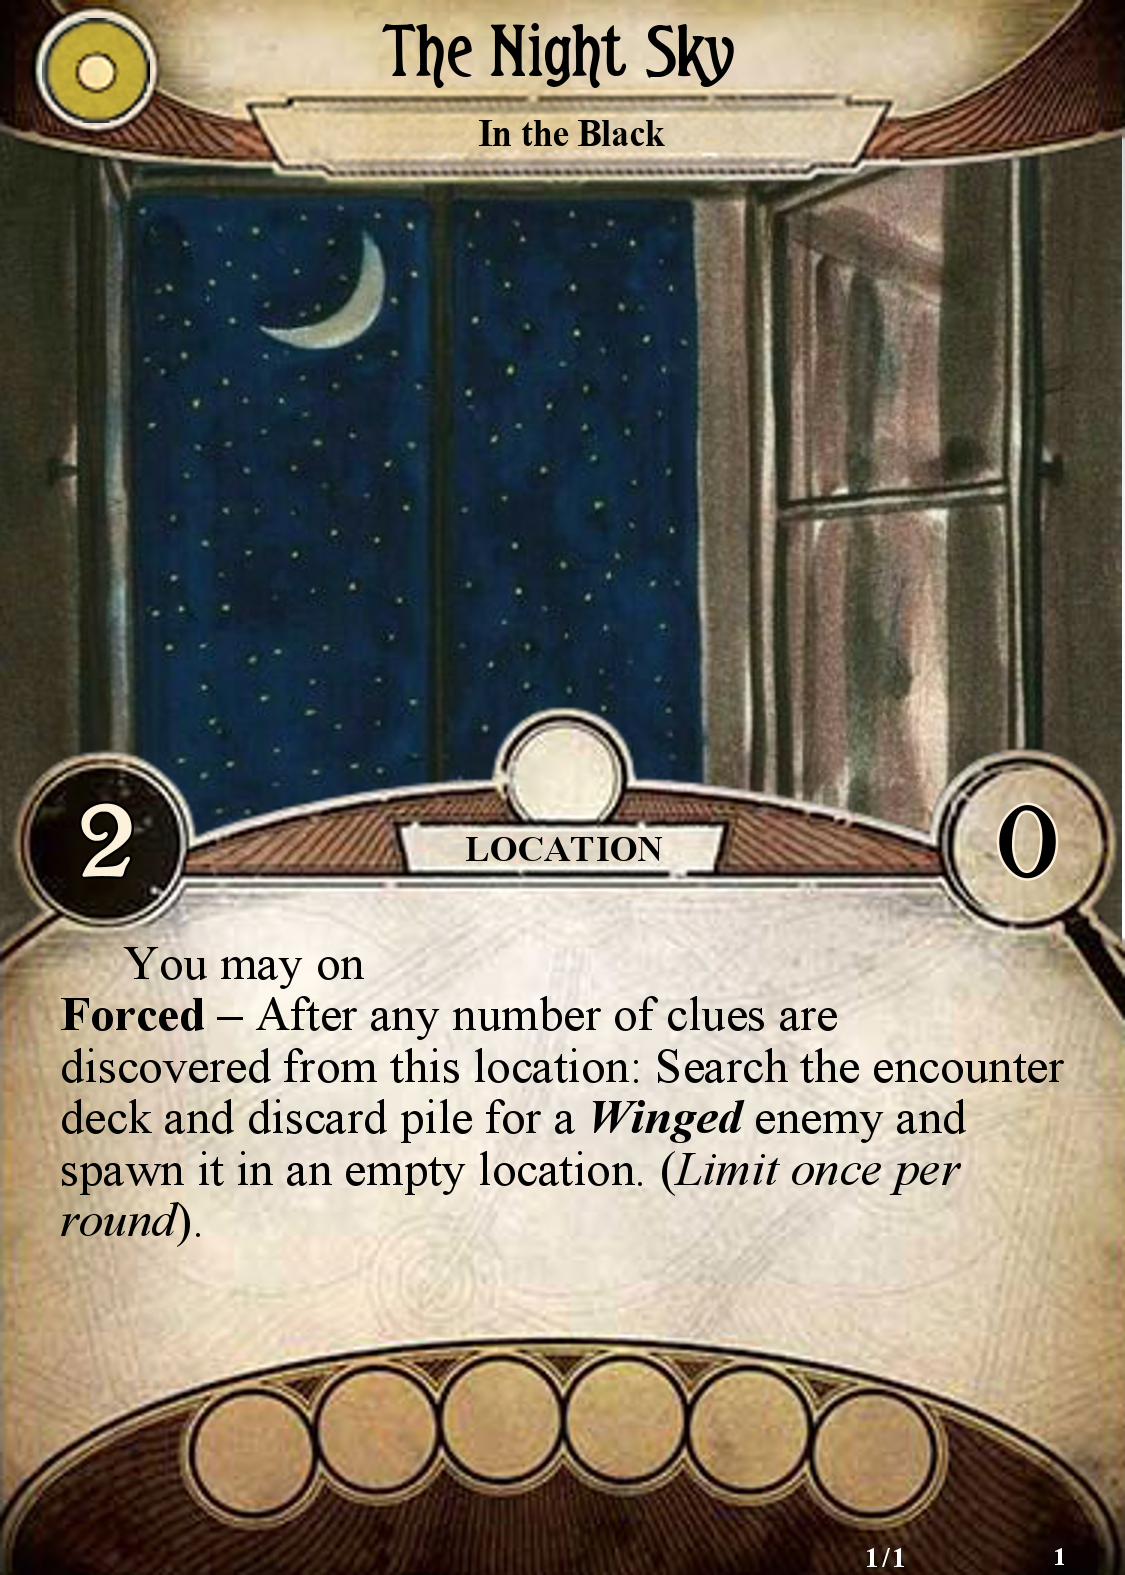 The Night Sky
In the Black
2
LOCATION
0
You may on
Forced – After any number of clues are
discovered from this location: Search the encounter
deck and discard pile for a Winged enemy and
spawn it in an empty location. (Limit once per
round).
1/1 1